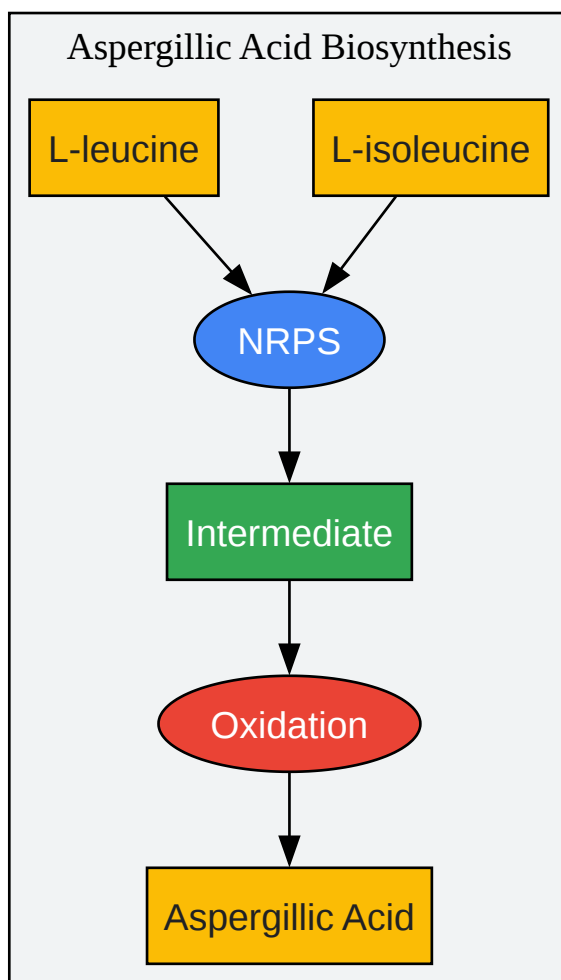 Aspergillic Acid Biosynthesis
L-leucine
L-isoleucine
NRPS
Intermediate
Oxidation
Aspergillic Acid